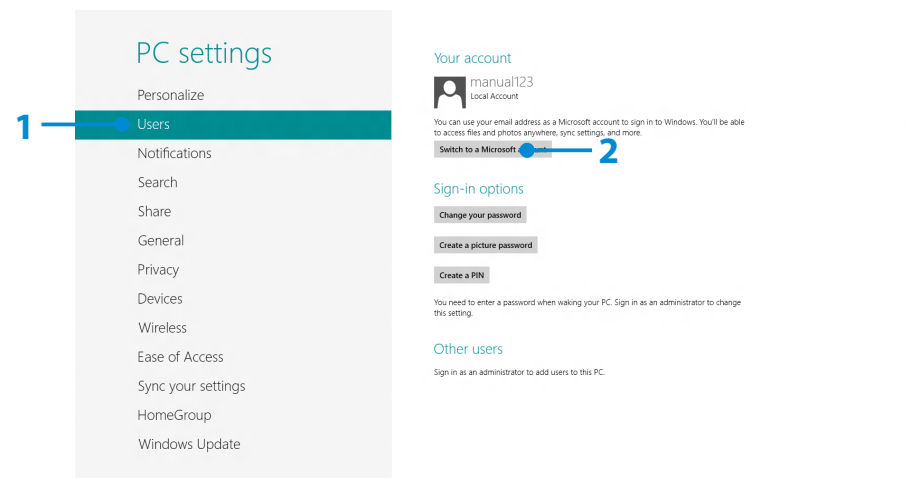 PC settings
Personalize
1
Users
Notifications
Search
Share
General
Privacy
Devices
Wireless
Ease of Access
Sync your settings
HomeGroup
Windows Update
Your account
manual123
Local Account
You can use your email address as a Microsoft account to sign in to Windows. You'll be able
to access files and photos anywhere, sync settings, and more.
Switch to a Microsoft
2
Sign-in options
Change your password
Create a picture password
Create a PIN
You need to enter a password when waking your PC. Sign in as an administrator to change
this setting.
Other users
Sign in as an administrator to add users to this PC.